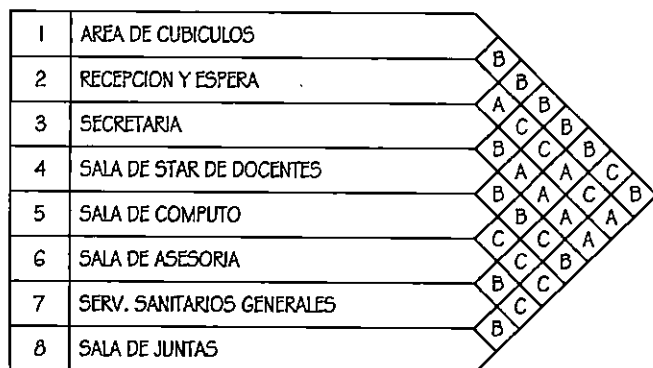 1 AREA DE CUBICULOS
B
2 RECEPCION Y ESPERA B
A B
3 SECRETARIA C B
B C B
4 SALA DE STAR DE DOCENTES A A C
B A C B
5 SALA DE COMPUTO B A A
C C A
6 SALA DE ASESORIA C B
B C
7 SERV. SANITARIOS GENERALES C
B
8 SALA DE JUNTAS